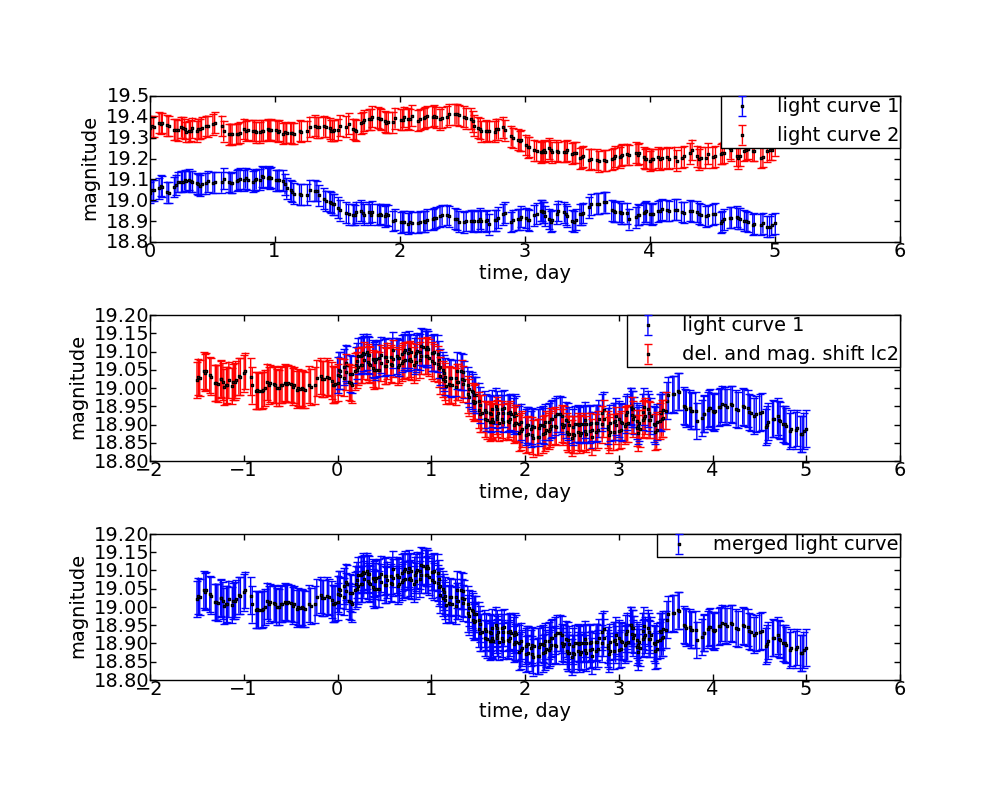 19.5
19.4
19.3
19.2
19.1
19.0
18.9
18.8
magnitude
light curve 1
light curve 2
0 1 2 3 4 5 6
time, day
19.20
19.15
19.10
19.05
19.00
18.95
18.90
18.85
18.80
magnitude
light curve 1
del. and mag. shift lc2
−2 −1 0 1 2 3 4 5 6
time, day
19.20
19.15
19.10
19.05
19.00
18.95
18.90
18.85
18.80
magnitude
merged light curve
−2 −1 0 1 2 3 4 5 6
time, day